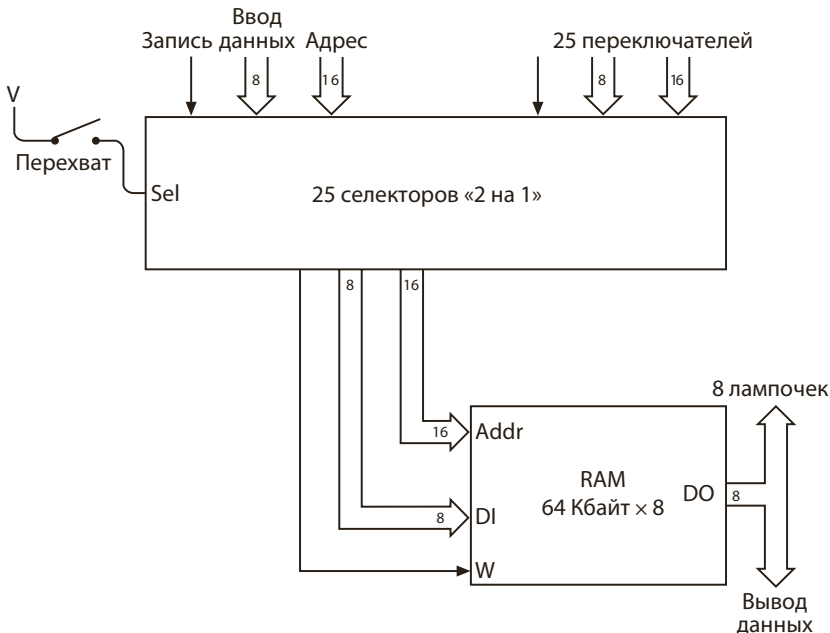 Ввод
Запись данных Адрес
25 переключателей
8
16
8
16
V
Перехват
Sel
25 селекторов «2 на 1»
8
16
8 лампочек
16
Addr
RAM
64 Кбайт × 8
DO
8
8
DI
W
Вывод
данных